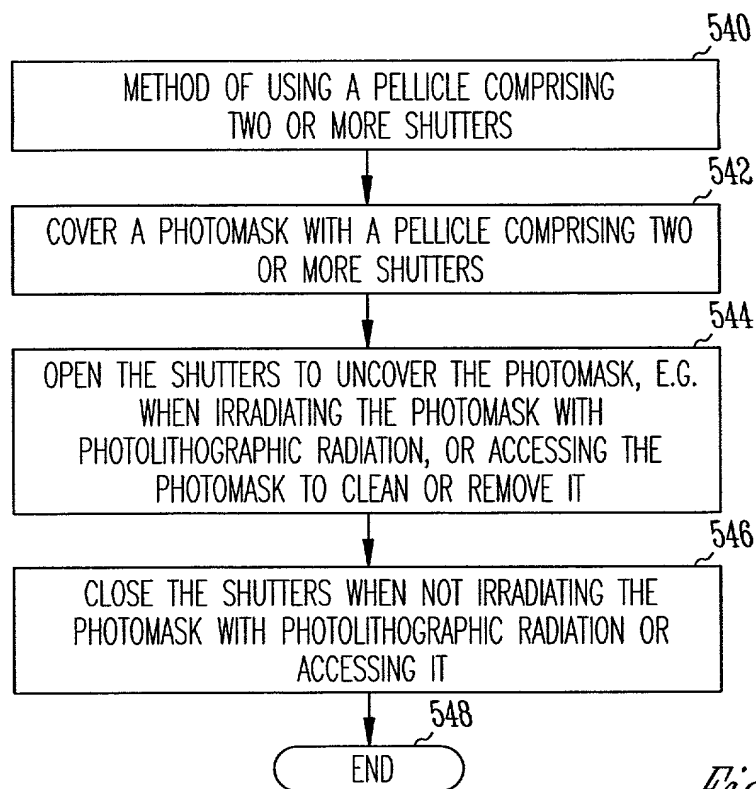 540
METHOD OF USING A PELLICLE COMPRISING
TWO OR MORE SHUTTERS
542
COVER A PHOTOMASK WITH A PELLICLE COMPRISING TWO
OR MORE SHUTTERS
544
OPEN THE SHUTTERS TO UNCOVER THE PHOTOMASK, E.G.
WHEN IRRADIATING THE PHOTOMASK WITH
PHOTOLITHOGRAPHIC RADIATION, OR ACCESSING THE
PHOTOMASK TO CLEAN OR REMOVE IT
546
CLOSE THE SHUTTERS WHEN NOT IRRADIATING THE
PHOTOMASK WITH PHOTOLITHOGRAPHIC RADIATION OR
ACCESSING IT
548
END